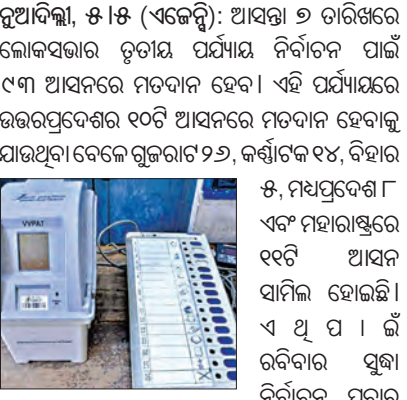 ନୂଆଦିଲ୍ଲୀ, ୫ା୫ (ଏଜେନ୍ସି): ଆସନ୍ତା ୭ ତାରିଖରେ
ଲୋକସଭାର ତୃତୀୟ ପର୍ଯ୍ୟାୟ ନିର୍ବାଚନ ପାଇଁ
୯୩ ଆସନରେ ମତଦାନ ହେବ। ଏହି ପର୍ଯ୍ୟାୟରେ
ଉତ୍ତରପ୍ରଦେଶର ୧୦ଟି ଆସନରେ ମତଦାନ ହେବାକୁ
ଯାଉଥିବା ବେଳେ ଗୁଜରାଟ ୨୬, କର୍ଣ୍ଣାଟକ ୧୪, ବିହାର
୫, ମଧ୍ୟପ୍ରଦେଶ ୮
ଏବଂ ମହାରାଷ୍ଟ୍ରରେ
୧୧ଟି ଆସନ
ସାମିଲ ହୋଇଛି।
ଏ ଥି ପ ା ଇଁ
ରବିବାର ସୁଦ୍ଧା
ନିର୍ବାଚନ ପ୍ରଚାର
VVPAT